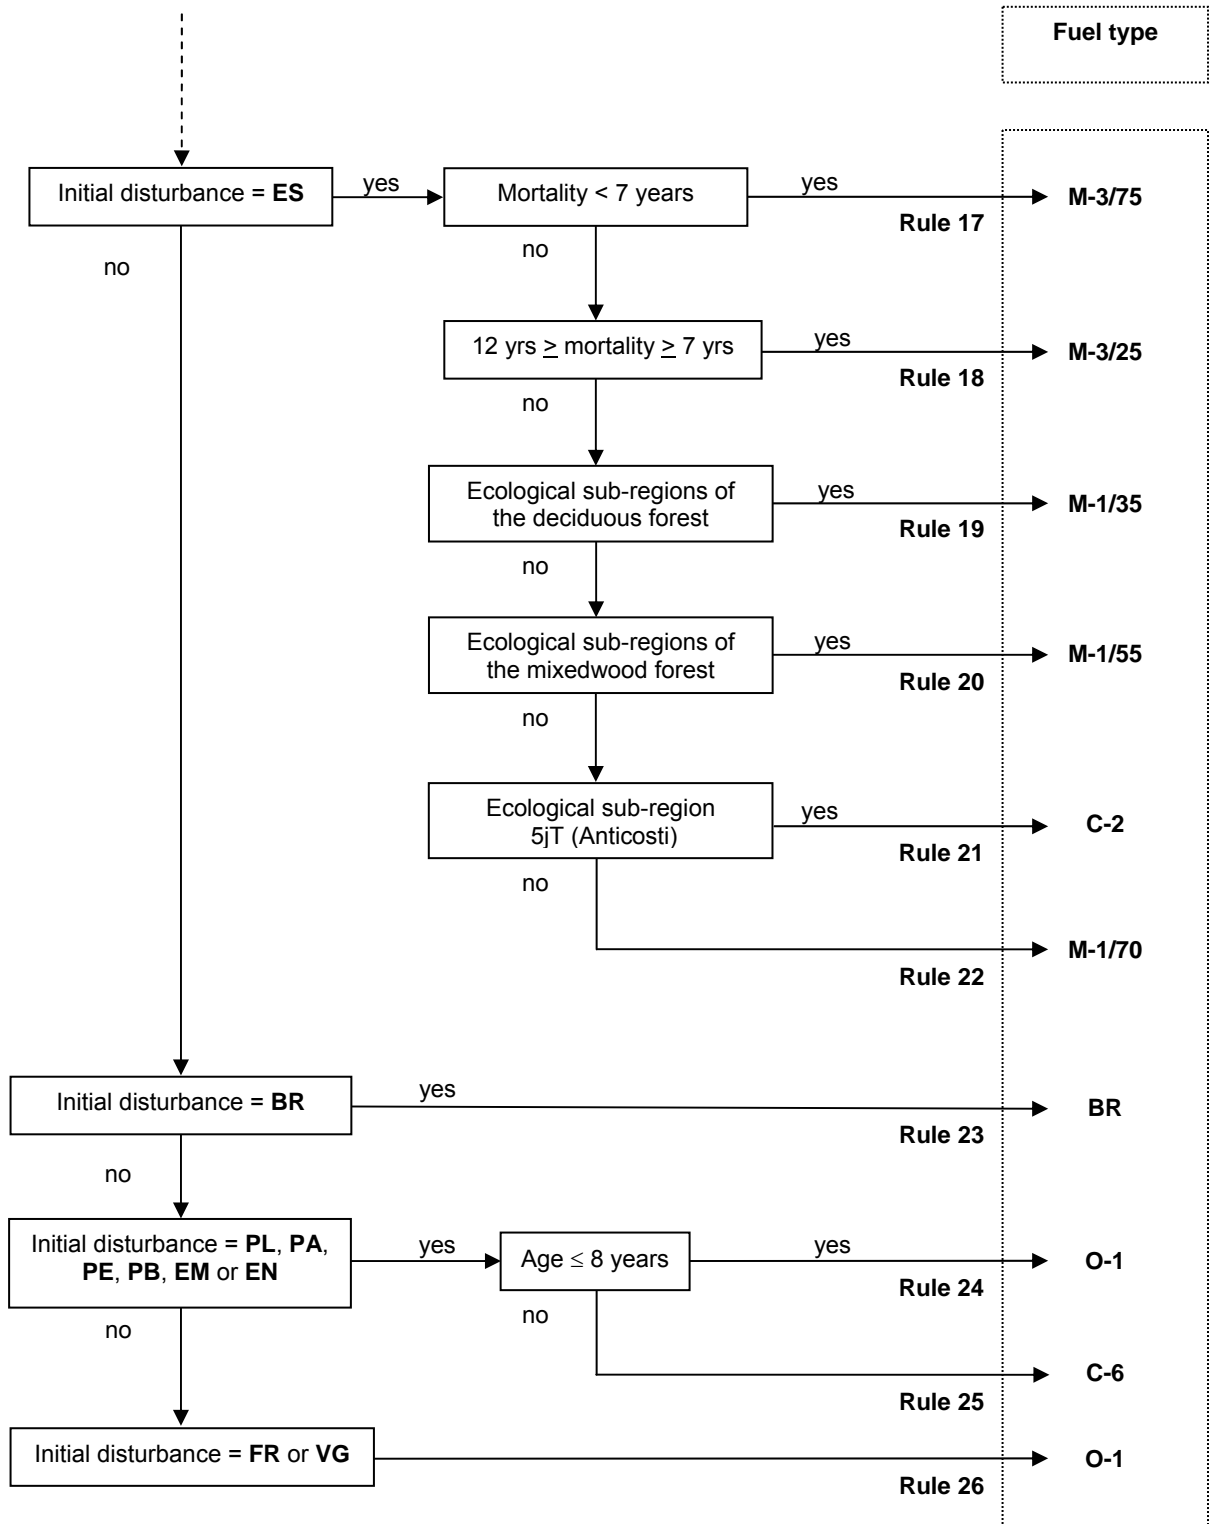 Fuel type
Initial disturbance = ES
yes
Mortality < 7 years
yes
Rule 17
M-3/75
no
no
12 yrs ≥ mortality ≥ 7 yrs
yes
Rule 18
M-3/25
no
Ecological sub-regions of
the deciduous forest
yes
Rule 19
M-1/35
no
Ecological sub-regions of
the mixedwood forest
yes
Rule 20
M-1/55
no
Ecological sub-region
5jT (Anticosti)
yes
Rule 21
C-2
no
Rule 22
M-1/70
Initial disturbance = BR
yes
Rule 23
BR
no
Initial disturbance = PL, PA,
PE, PB, EM or EN
yes
Age ≤ 8 years
yes
Rule 24
O-1
no
no
Rule 25
C-6
Initial disturbance = FR or VG
Rule 26
O-1